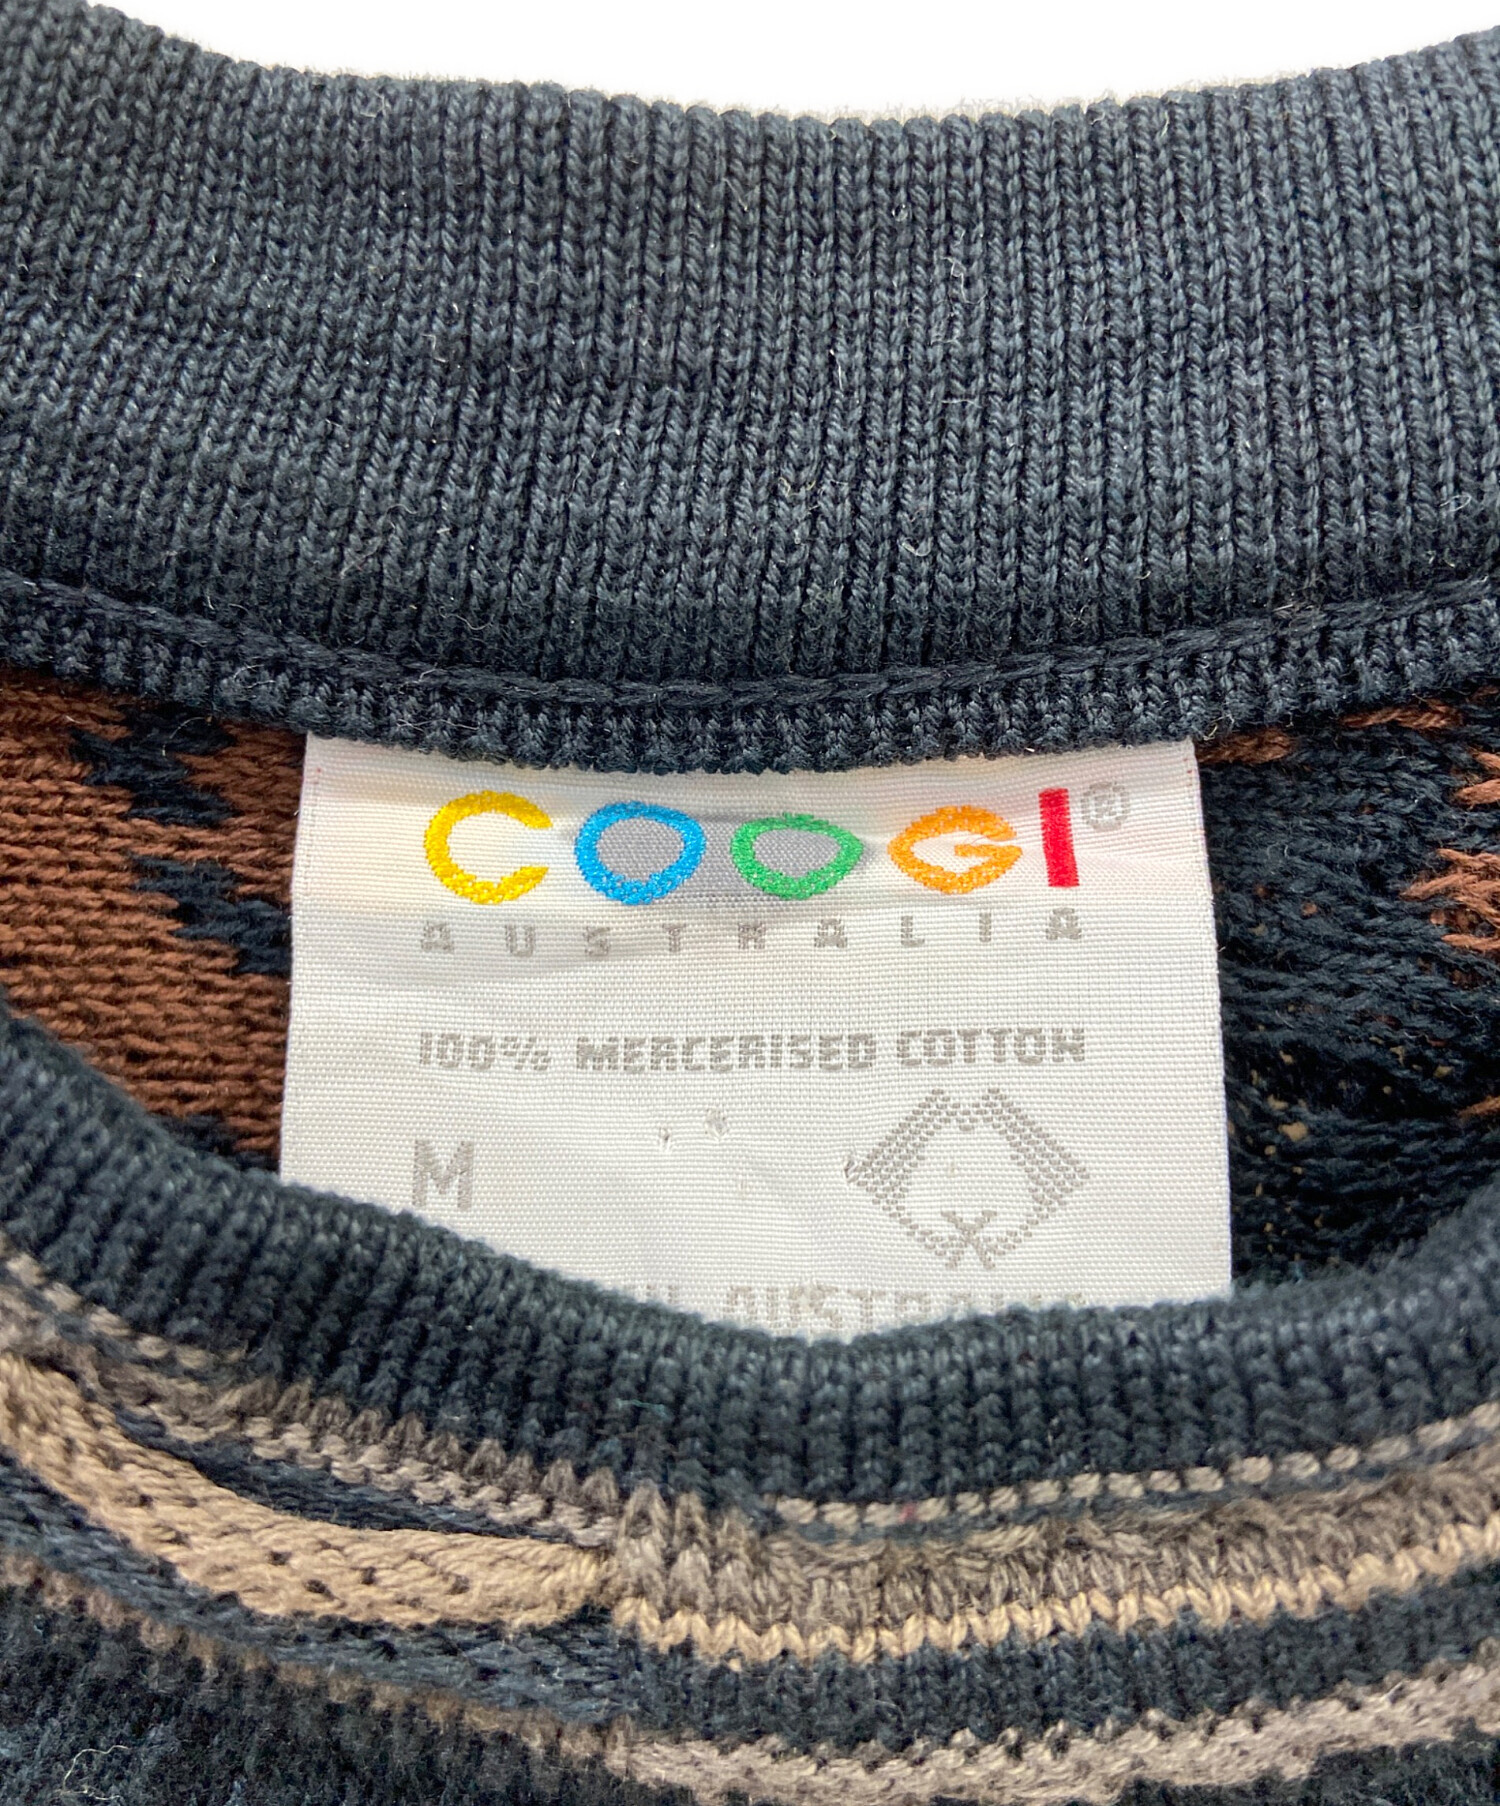 COOGI®
AUSTRALIA
100% MERCERISED COTTON
M